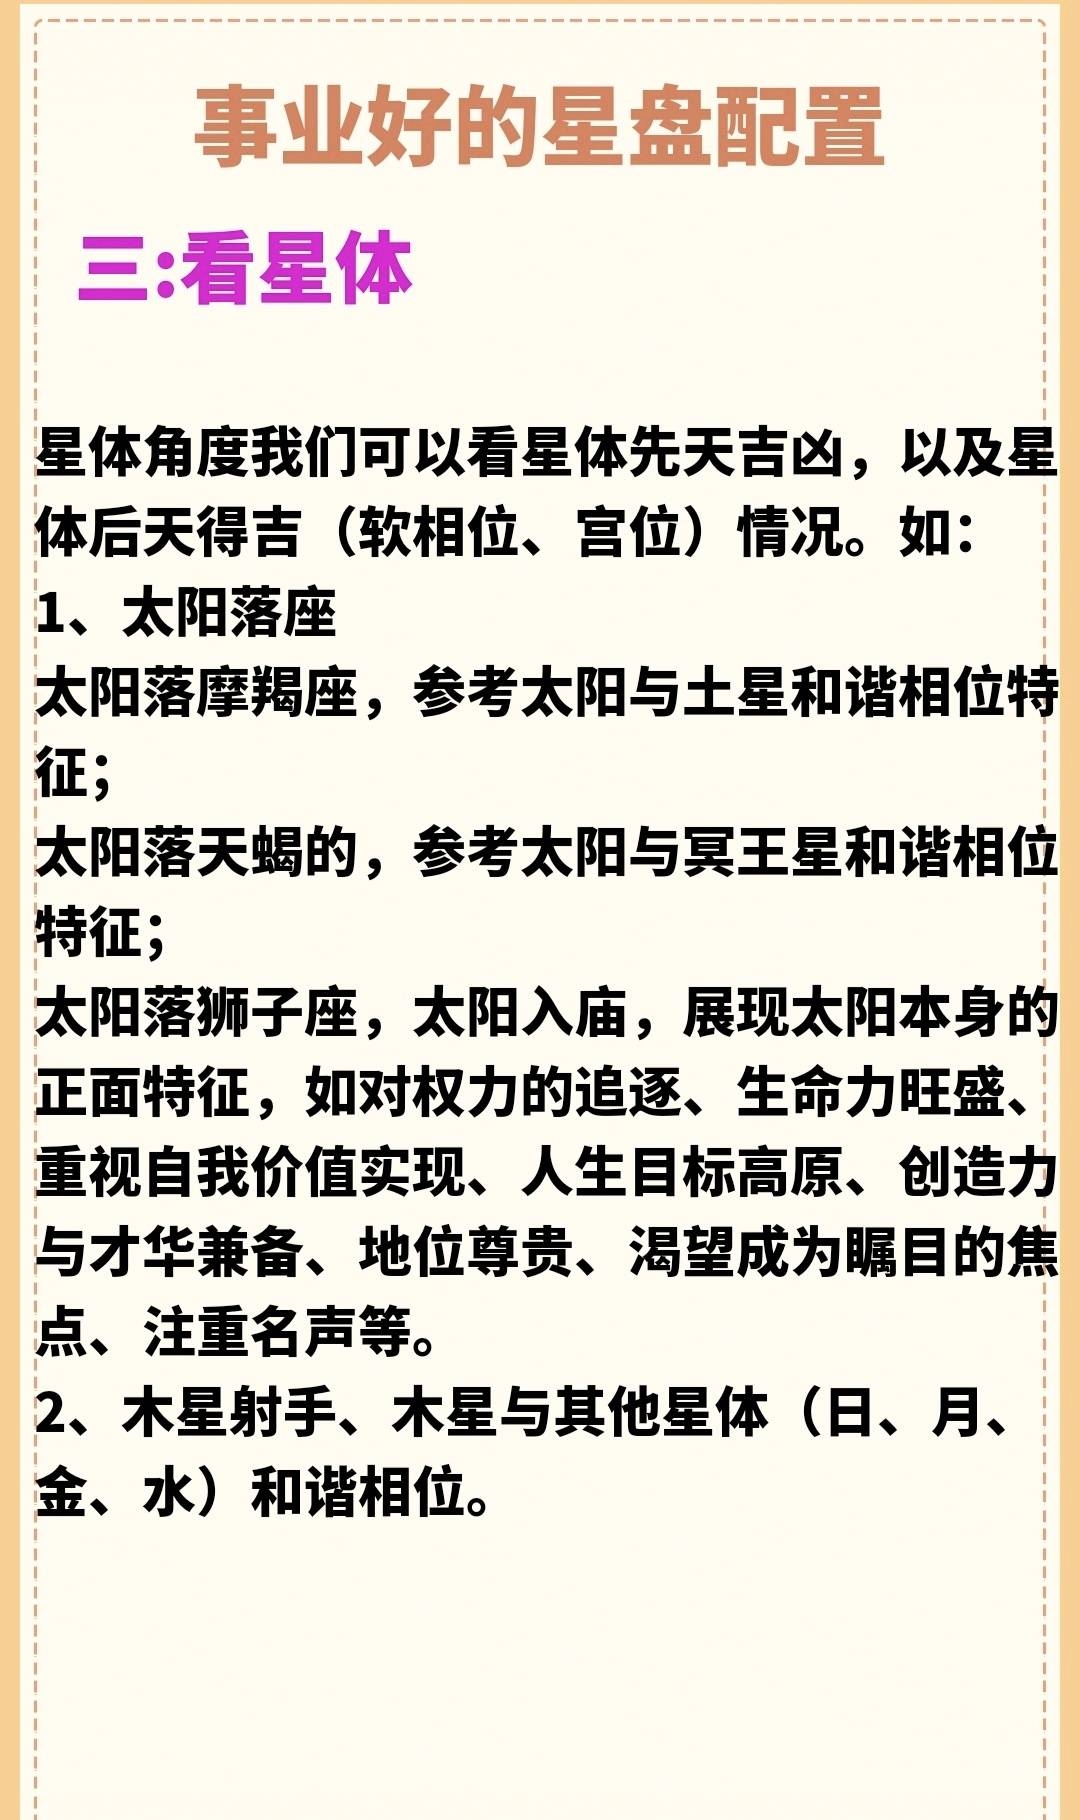 事业好的星盘配置
三:看星体
星体角度我们可以看星体先天吉凶，以及星
体后天得吉（软相位、宫位）情况。如：
1、太阳落座
太阳落摩羯座，参考太阳与土星和谐相位特
征；
太阳落天蝎的，参考太阳与冥王星和谐相位
特征；
太阳落狮子座，太阳入庙，展现太阳本身的
正面特征，如对权力的追逐、生命力旺盛、
重视自我价值实现、人生目标高原、创造力
与才华兼备、地位尊贵、渴望成为瞩目的焦
点、注重名声等。
2、木星射手、木星与其他星体（日、月、
金、水）和谐相位。